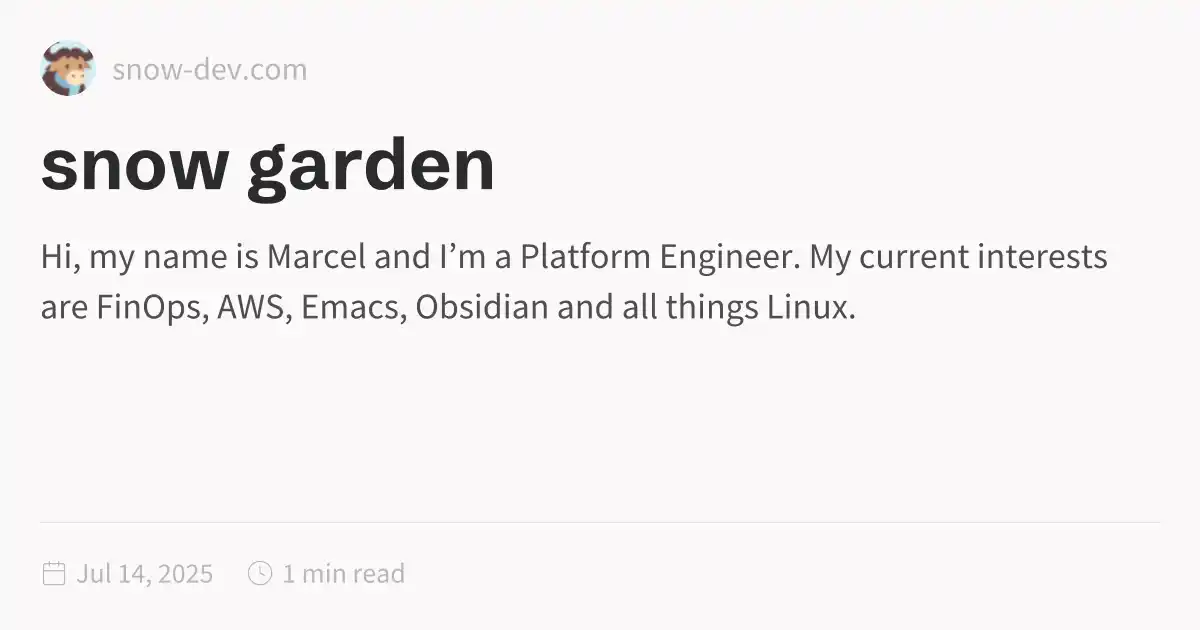 snow-dev.com
snow garden
Hi, my name is Marcel and I’m a Platform Engineer. My current interests
are FinOps, AWS, Emacs, Obsidian and all things Linux.
Jul 14, 2025 1 min read